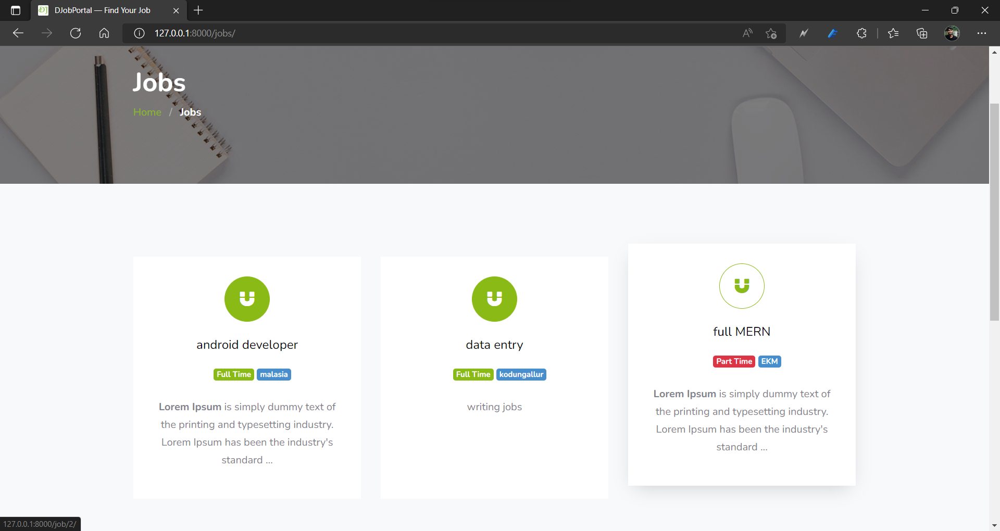 DJobPortal — Find Your Job
127.0.0.1:8000/jobs/
Jobs
Home / Jobs
android developer
Full Time malasia
Lorem Ipsum is simply dummy text of
the printing and typesetting industry.
Lorem Ipsum has been the industry's
standard ...
data entry
Full Time kodungallur
writing jobs
full MERN
Part Time EKM
Lorem Ipsum is simply dummy text of
the printing and typesetting industry.
Lorem Ipsum has been the industry's
standard ...
127.0.0.1:8000/job/2/